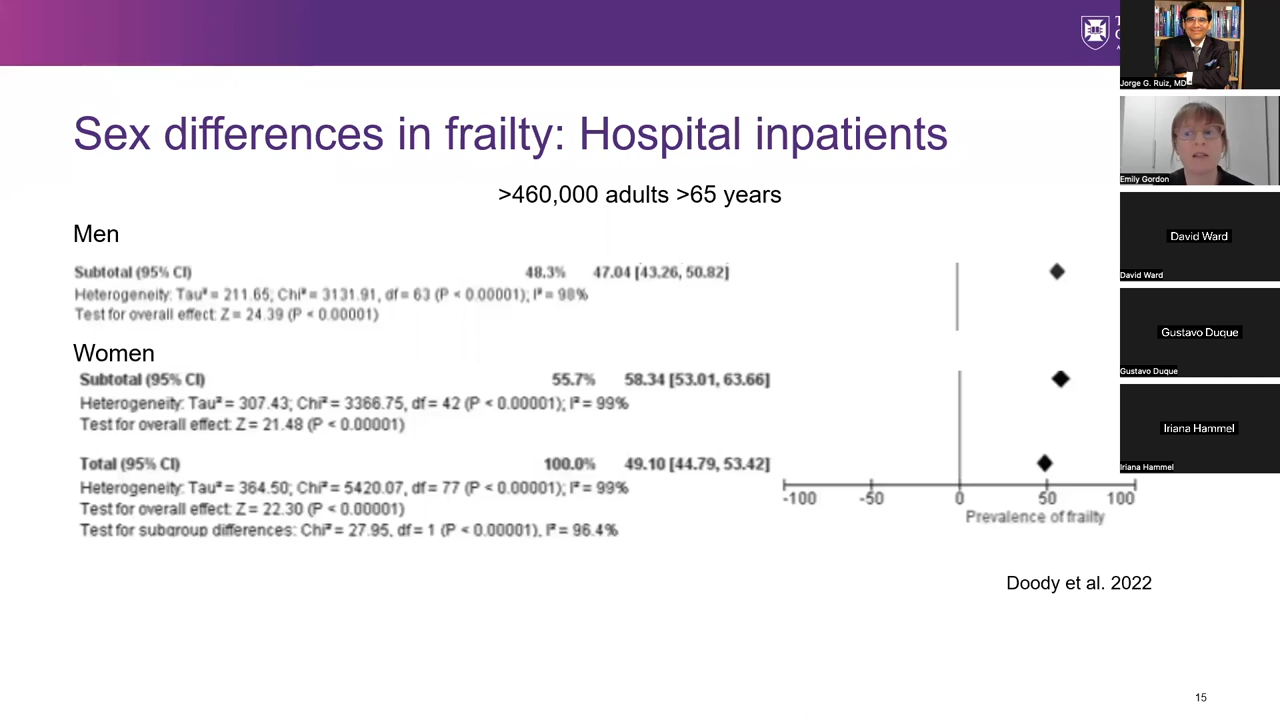 Sex differences in frailty: Hospital inpatients
>460,000 adults >65 years
Men
Subtotal (95% CI) 48.3% 47.04 [43.26, 50.82]
Heterogeneity: Tau² = 211.65; Chi² = 3131.91, df = 63 (P < 0.00001); I² = 98%
Test for overall effect: Z = 24.39 (P < 0.00001)
Women
Subtotal (95% CI) 55.7% 58.34 [53.01, 63.66]
Heterogeneity: Tau² = 307.43; Chi² = 3366.75, df = 42 (P < 0.00001); I² = 99%
Test for overall effect: Z = 21.48 (P < 0.00001)
Total (95% CI) 100.0% 49.10 [44.79, 53.42]
Heterogeneity: Tau² = 364.50; Chi² = 5420.07, df = 77 (P < 0.00001); I² = 99%
Test for overall effect: Z = 22.30 (P < 0.00001)
Test for subgroup differences: Chi² = 27.95, df = 1 (P < 0.00001), I² = 96.4%
-100 -50 0 50 100
Prevalence of frailty
Doody et al. 2022
15
Jorge G. Ruiz, MD
Emily Gordon
David Ward
David Ward
Gustavo Duque
Gustavo Duque
Iriana Hammel
Iriana Hammel